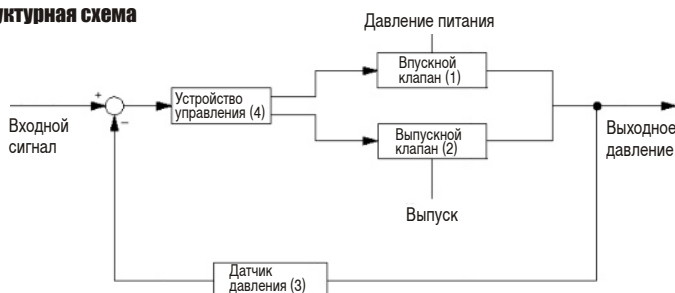 уктурная схема
Давление питания
Впускной
клапан (1)
+
Устройство
управления (4)
−
Входной
сигнал
Выпускной
клапан (2)
Выходное
давление
Выпуск
Датчик
давления (3)